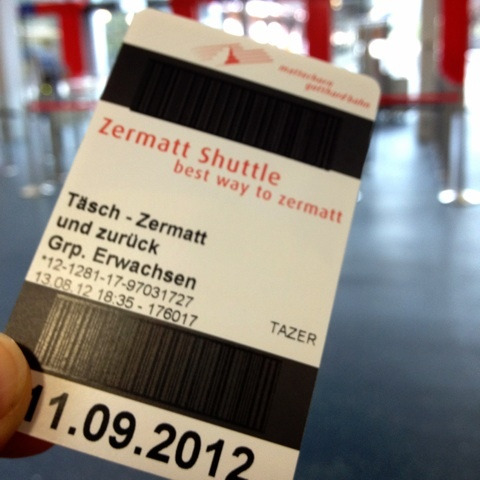 matterhorn
gotthard bahn
Zermatt Shuttle
best way to zermatt
Täsch - Zermatt
und zurück
Grp. Erwachsen
*12-1281-17-97031727
13.08.12 18:35 - 176017
TAZER
11.09.2012